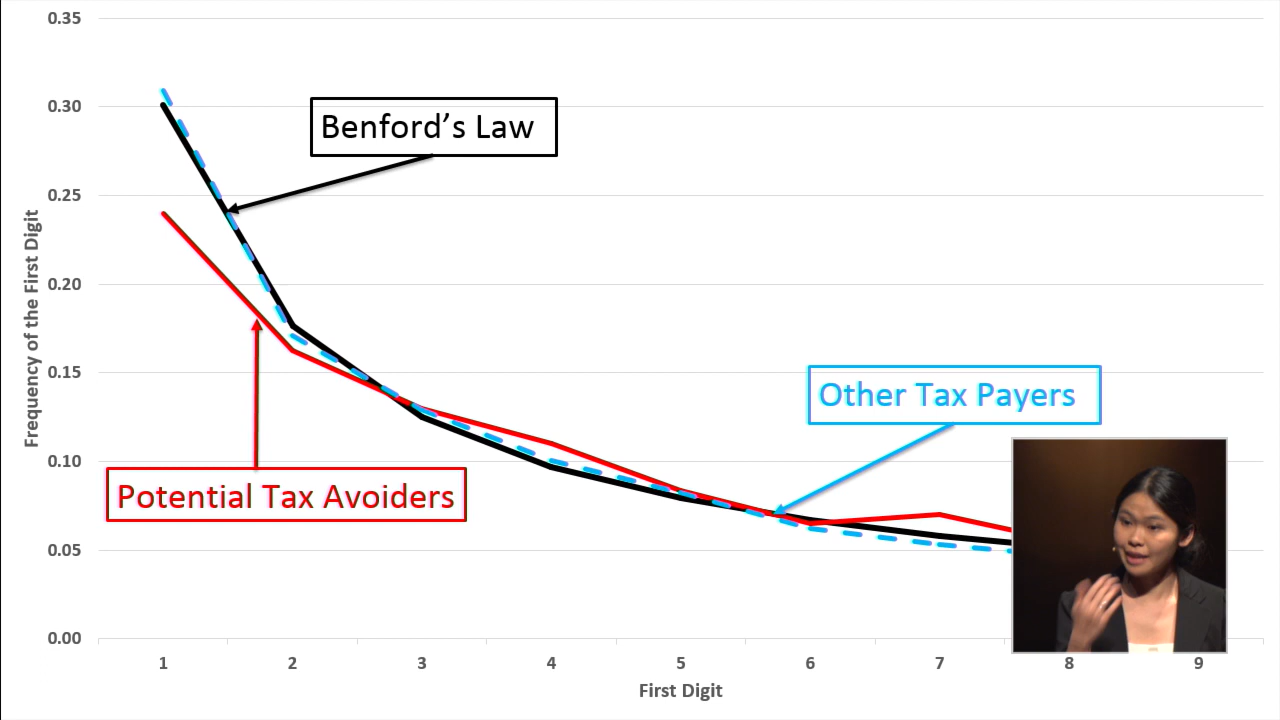 0.35
0.30
0.25
0.20
0.15
0.10
0.05
0.00
Frequency of the First Digit
Benford's Law
Other Tax Payers
Potential Tax Avoiders
1 2 3 4 5 6 7 8 9
First Digit